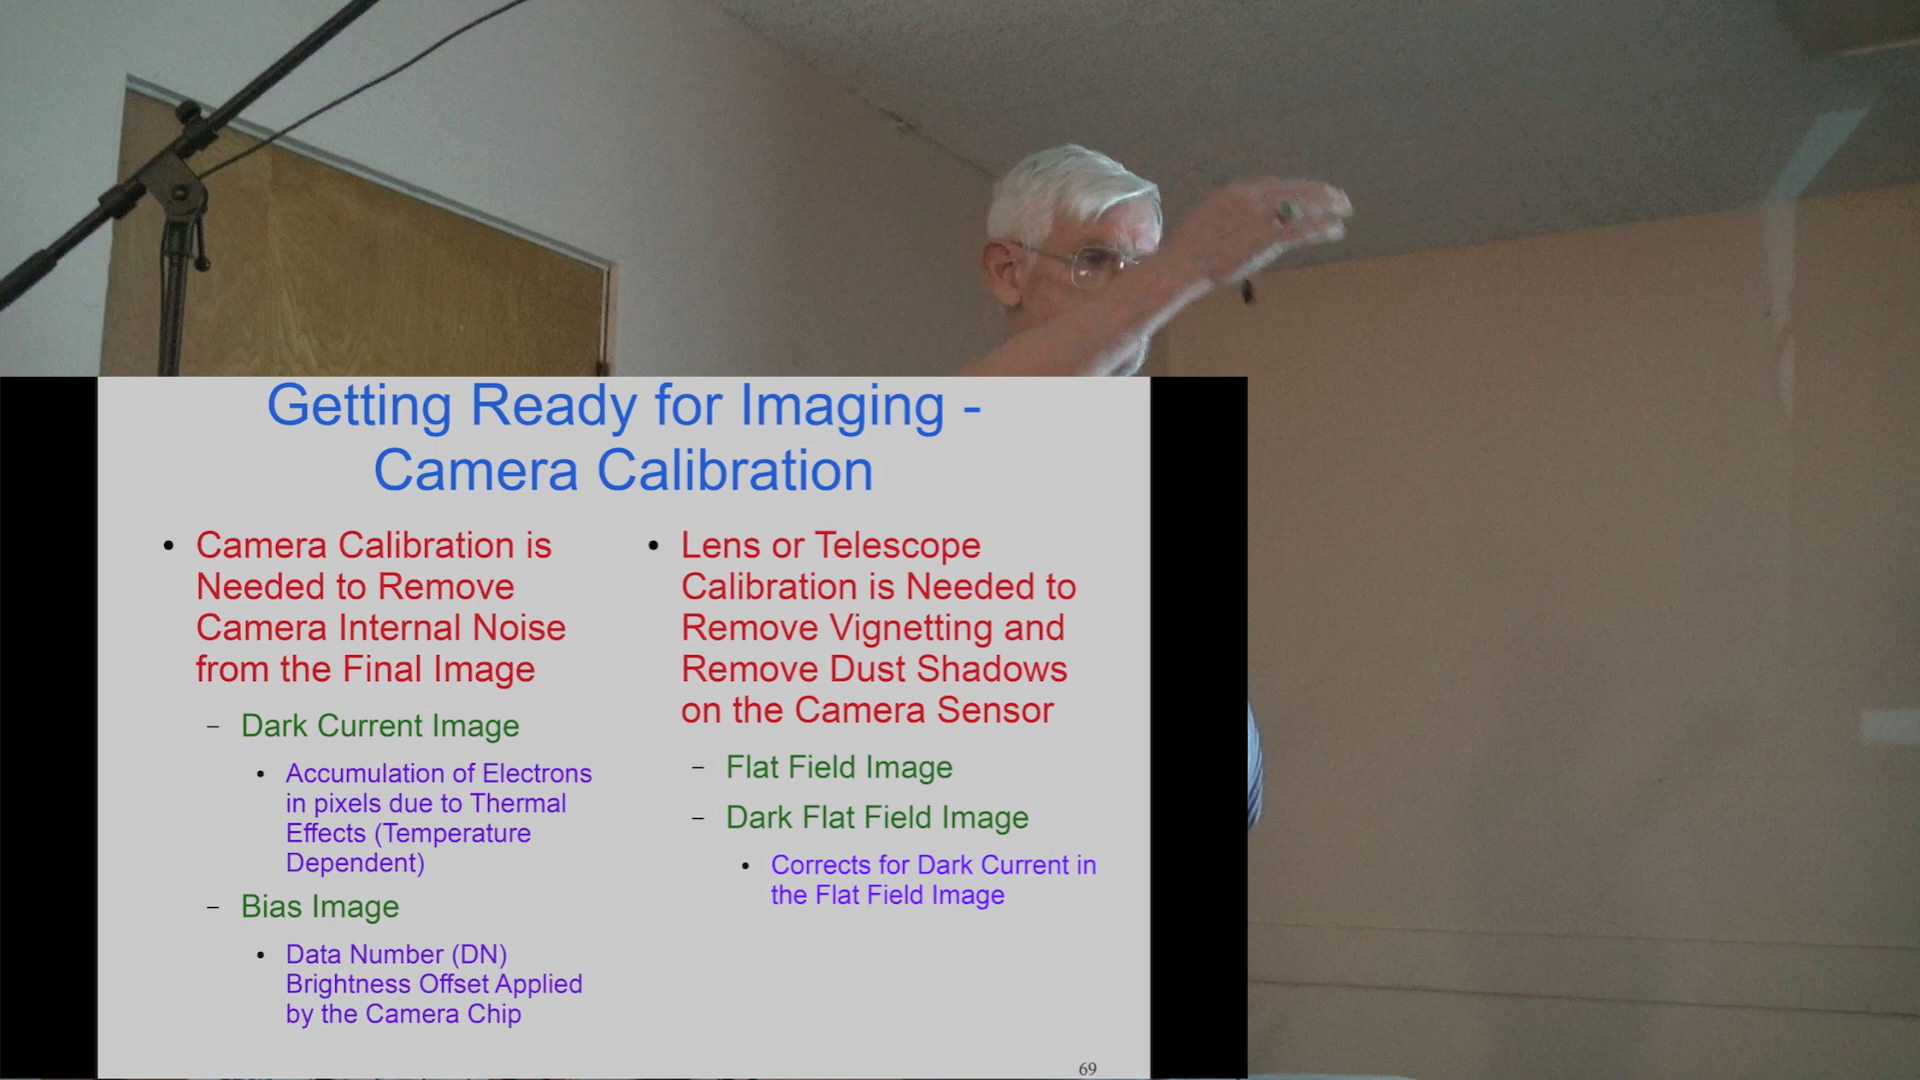 Getting Ready for Imaging -
Camera Calibration
• Camera Calibration is
Needed to Remove
Camera Internal Noise
from the Final Image
– Dark Current Image
• Accumulation of Electrons
in pixels due to Thermal
Effects (Temperature
Dependent)
– Bias Image
• Data Number (DN)
Brightness Offset Applied
by the Camera Chip
• Lens or Telescope
Calibration is Needed to
Remove Vignetting and
Remove Dust Shadows
on the Camera Sensor
– Flat Field Image
– Dark Flat Field Image
• Corrects for Dark Current in
the Flat Field Image
69